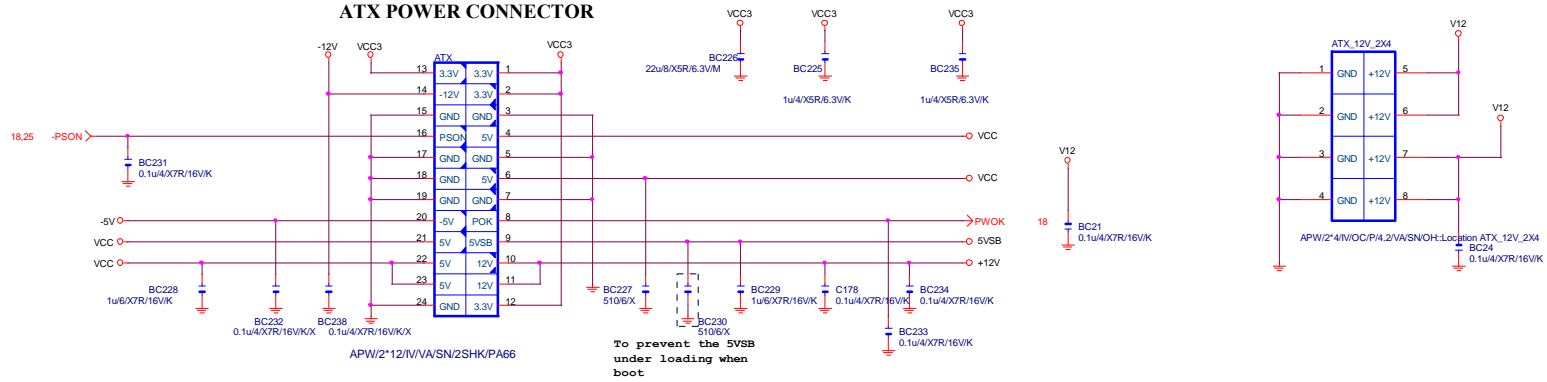 ATX POWER CONNECTOR
-12V
VCC3
VCC3
ATX
13 3.3V 3.3V 1
14 -12V 3.3V 2
15 GND GND 3
16 PSON 5V 4
17 GND GND 5
18 GND 5V 6
19 GND GND 7
20 -5V POK 8
21 5V 5VSB 9
22 5V 12V 10
23 5V 12V 11
24 GND 3.3V 12
APW/2*12/IV/VA/SN/2SHK/PA66
18,25 -PSON
BC231
0.1u/4/X7R/16V/K
-5V
VCC
VCC
BC228
1u/6/X7R/16V/K
BC232
0.1u/4/X7R/16V/K/X
BC238
0.1u/4/X7R/16V/K/X
VCC3
BC226
22u/8/X5R/6.3V/M
VCC3
BC225
1u/4/X5R/6.3V/K
VCC3
BC235
1u/4/X5R/6.3V/K
VCC
VCC
PWOK 18
5VSB
+12V
BC227
510/6/X
BC230
510/6/X
To prevent the 5VSB
under loading when
boot
BC229
1u/6/X7R/16V/K
C178
0.1u/4/X7R/16V/K
BC234
0.1u/4/X7R/16V/K
BC233
0.1u/4/X7R/16V/K
V12
BC21
0.1u/4/X7R/16V/K
ATX_12V_2X4
V12
V12
1 GND +12V 5
2 GND +12V 6
3 GND +12V 7
4 GND +12V 8
APW/2*4/IV/OC/P/4.2/VA/SN/OH::Location ATX_12V_2X4
BC24
0.1u/4/X7R/16V/K